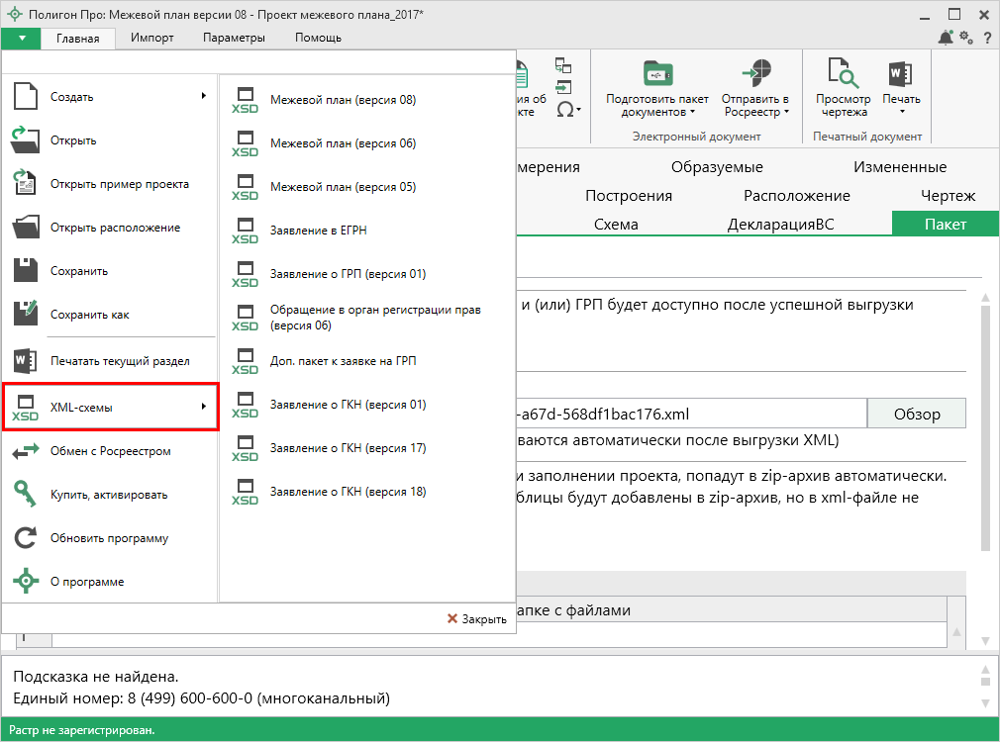 Полигон Про: Межевой план версии 08 - Проект межевого плана_2017*
Главная
Импорт
Параметры
Помощь
?
Создать
Открыть
Открыть пример проекта
Открыть расположение
Сохранить
Сохранить как
Печатать текущий раздел
XSD
XML-схемы
Обмен с Росреестром
Купить, активировать
Обновить программу
О программе
XSD
Межевой план (версия 08)
XSD
Межевой план (версия 06)
XSD
Межевой план (версия 05)
XSD
Заявление в ЕГРН
XSD
Заявление о ГРП (версия 01)
XSD
Обращение в орган регистрации прав
(версия 06)
XSD
Доп. пакет к заявке на ГРП
XSD
Заявление о ГКН (версия 01)
XSD
Заявление о ГКН (версия 17)
XSD
Заявление о ГКН (версия 18)
Закрыть
об
Ω
Подготовить пакет
документов
Отправить в
Росреестр
Электронный документ
Просмотр
чертежа
W
Печать
Печатный документ
мерения
Образуемые
Измененные
Построения
Расположение
Чертеж
Схема
ДекларацияВС
Пакет
и (или) ГРП будет доступно после успешной выгрузки
-a67d-568df1bac176.xml
Обзор
ваются автоматически после выгрузки XML)
и заполнении проекта, попадут в zip-архив автоматически.
блицы будут добавлены в zip-архив, но в xml-файле не
апке с файлами
Подсказка не найдена.
Единый номер: 8 (499) 600-600-0 (многоканальный)
Растр не зарегистрирован.